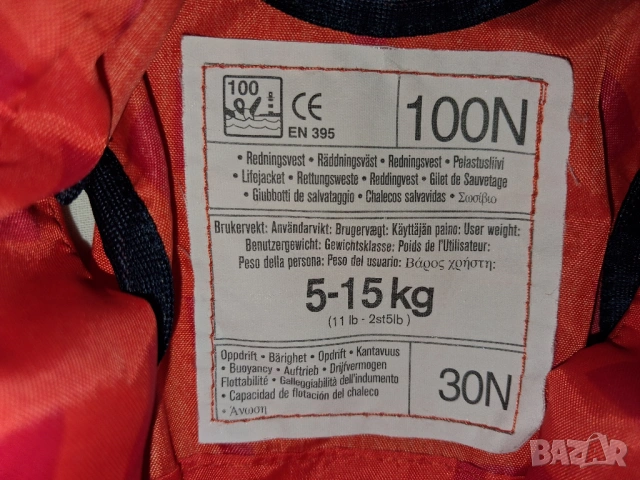 100
CE
EN 395
100N
• Redningsvest • Räddningsväst • Redningsvest • Pelastusliivi
• Lifejacket • Rettungsweste • Reddingvest • Gilet de Sauvetage
• Giubbotti de salvataggio • Chalecos salvavidas • Σωσίβιο
Brukervekt: Användarvikt: Brugervægt: Käyttäjän paino: User weight:
Benutzergewicht: Gewichtsklasse: Poids de l'Utilisateur:
Peso della persona: Peso del usuario: Βάρος χρήστη:
5-15 kg
(11 lb - 2st5lb)
Oppdrift • Bärighet • Opdrift • Kantavuus
• Buoyancy • Auftrieb • Drijfvermogen
Flottabilité • Galleggiabilità dell'indumento
• Capacidad de flotación del chaleco
• Άνωση
30N
BAZAR